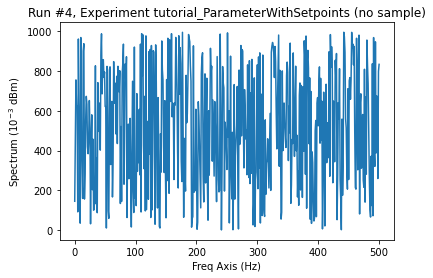 Run #4, Experiment tutorial_ParameterWithSetpoints (no sample)
1000
800
600
400
200
0
Spectrum (10⁻³ dBm)
0 100 200 300 400 500
Freq Axis (Hz)